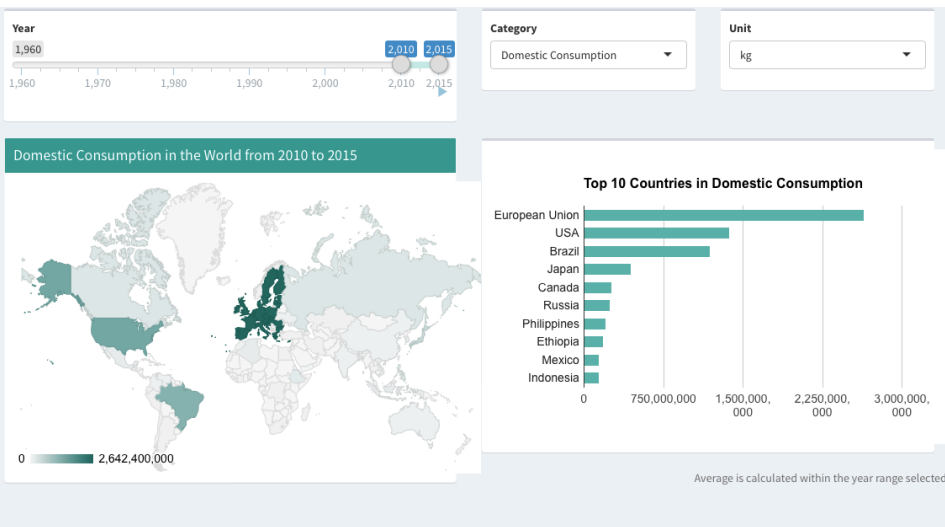 Year
1,960
2,010
2,015
1,960
1,970
1,980
1,990
2,000
2,010
2,015
Category
Domestic Consumption
Unit
kg
Domestic Consumption in the World from 2010 to 2015
0
2,642,400,000
Top 10 Countries in Domestic Consumption
European Union
USA
Brazil
Japan
Canada
Russia
Philippines
Ethiopia
Mexico
Indonesia
0
750,000,000
1,500,000,
000
2,250,000,
000
3,000,000,
000
Average is calculated within the year range selected